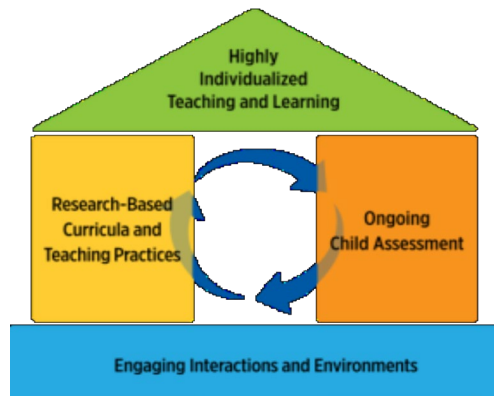 Highly
Individualized
Teaching and Learning
Research-Based
Curricula and
Teaching Practices
Ongoing
Child Assessment
Engaging Interactions and Environments